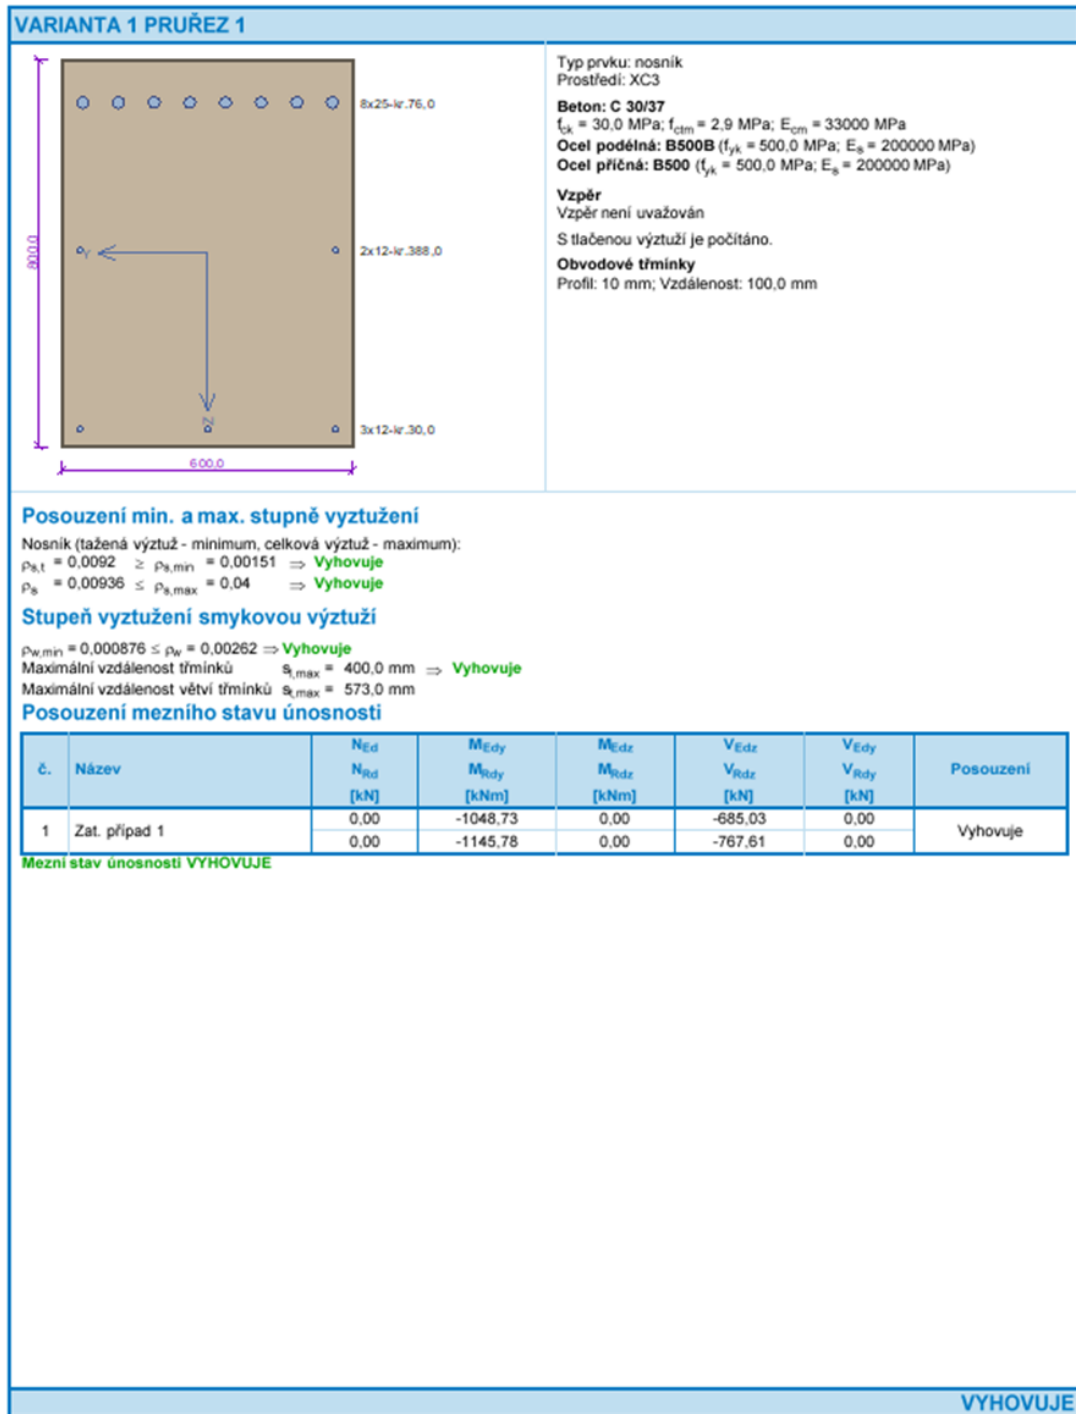 VARIANTA 1 PRUŘEZ 1
8x25-kr.76,0
2x12-kr.388,0
3x12-kr.30,0
800,0
600,0
Y
Z
Typ prvku: nosník
Prostředí: XC3
Beton: C 30/37
fck = 30,0 MPa; fctm = 2,9 MPa; Ecm = 33000 MPa
Ocel podélná: B500B (fyk = 500,0 MPa; Es = 200000 MPa)
Ocel příčná: B500 (fyk = 500,0 MPa; Es = 200000 MPa)
Vzpěr
Vzpěr není uvažován
S tlačenou výztuží je počítáno.
Obvodové třmínky
Profil: 10 mm; Vzdálenost: 100,0 mm
Posouzení min. a max. stupně vyztužení
Nosník (tažená výztuž - minimum, celková výztuž - maximum):
ρs,t = 0,0092 ≥ ρs,min = 0,00151 ⇒ Vyhovuje
ρs = 0,00936 ≤ ρs,max = 0,04 ⇒ Vyhovuje
Stupeň vyztužení smykovou výztuží
ρw,min = 0,000876 ≤ ρw = 0,00262 ⇒ Vyhovuje
Maximální vzdálenost třmínků sl,max = 400,0 mm ⇒ Vyhovuje
Maximální vzdálenost větví třmínků st,max = 573,0 mm
Posouzení mezního stavu únosnosti
č. Název NEd MEdy MEdz VEdz VEdy Posouzení
NRd MRdy MRdz VRdz VRdy
[kN] [kNm] [kNm] [kN] [kN]
1 Zat. případ 1 0,00 -1048,73 0,00 -685,03 0,00 Vyhovuje
0,00 -1145,78 0,00 -767,61 0,00
Mezní stav únosnosti VYHOVUJE
VYHOVUJE